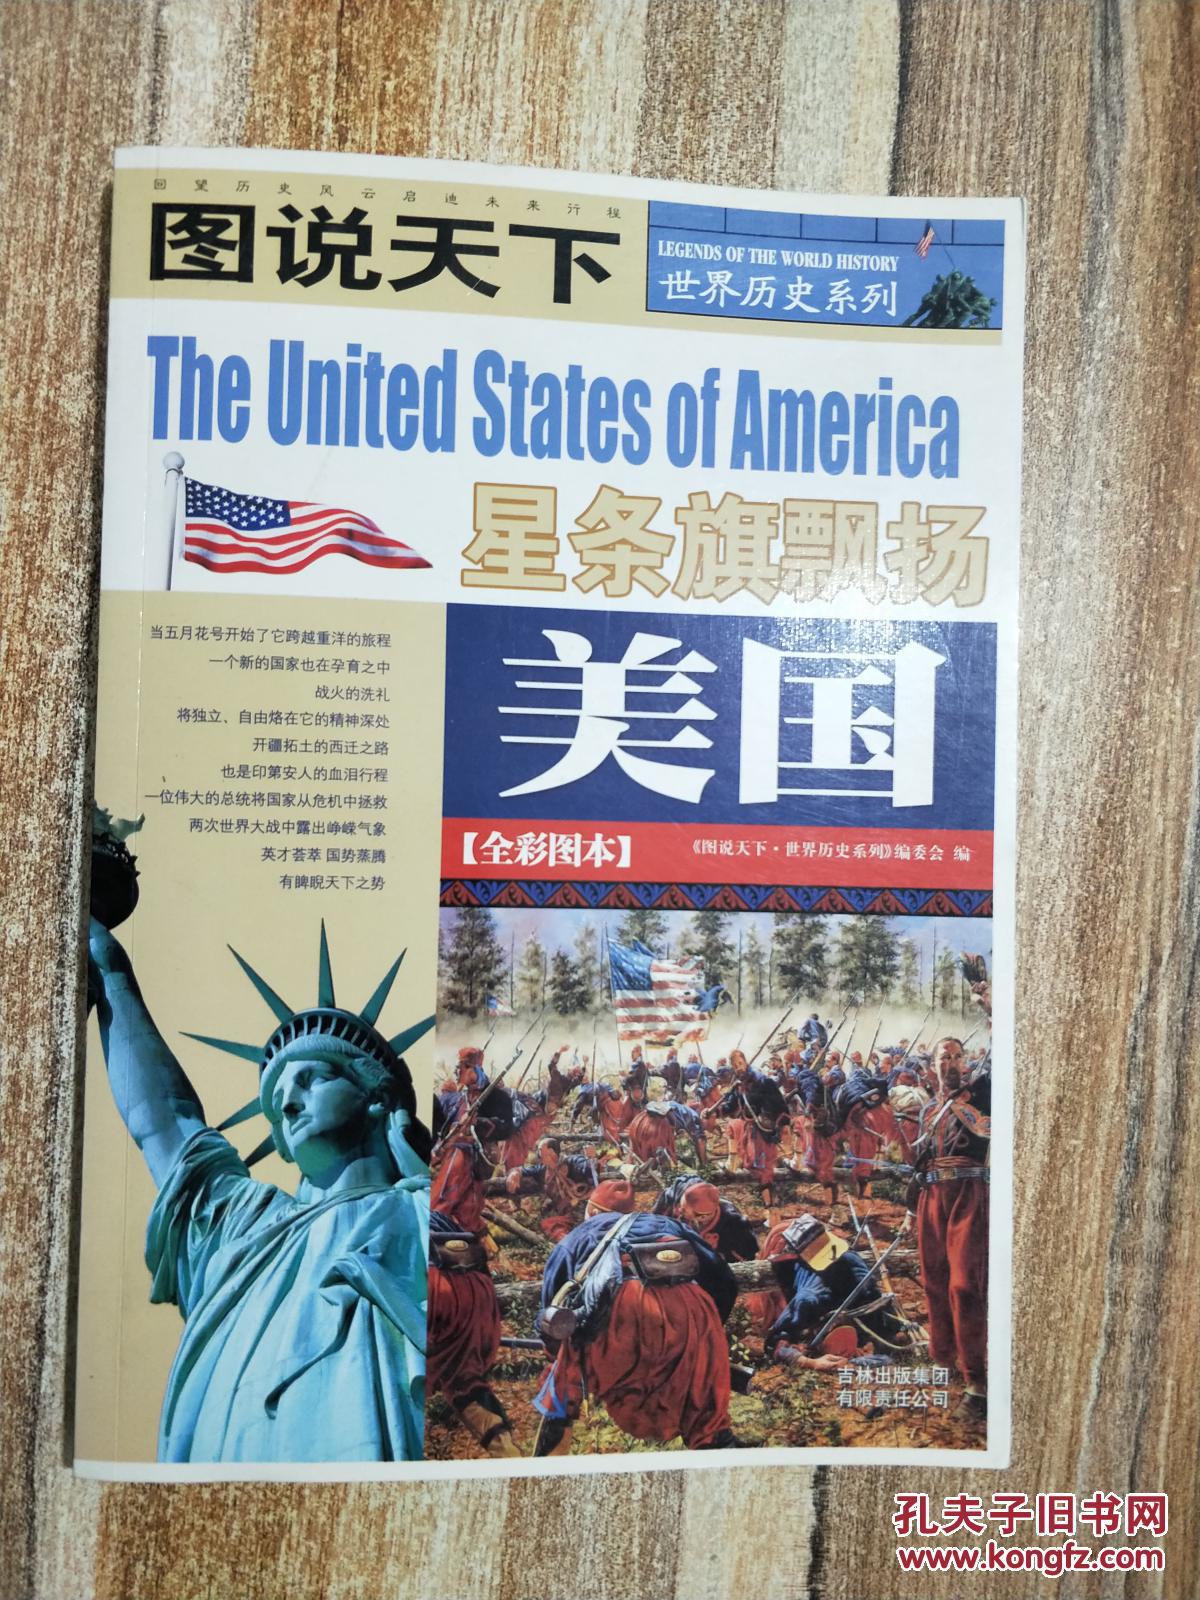 回望历史风云启迪未来行程
图说天下
LEGENDS OF THE WORLD HISTORY
世界历史系列
The United States of America
星条旗飘扬
美国
当五月花号开始了它跨越重洋的旅程
一个新的国家也在孕育之中
战火的洗礼
将独立、自由烙在它的精神深处
开疆拓土的西迁之路
也是印第安人的血泪行程
一位伟大的总统将国家从危机中拯救
两次世界大战中露出峥嵘气象
英才荟萃 国势蒸腾
有睥睨天下之势
【全彩图本】
《图说天下·世界历史系列》编委会 编
吉林出版集团
有限责任公司
孔夫子旧书网
www.kongfz.com